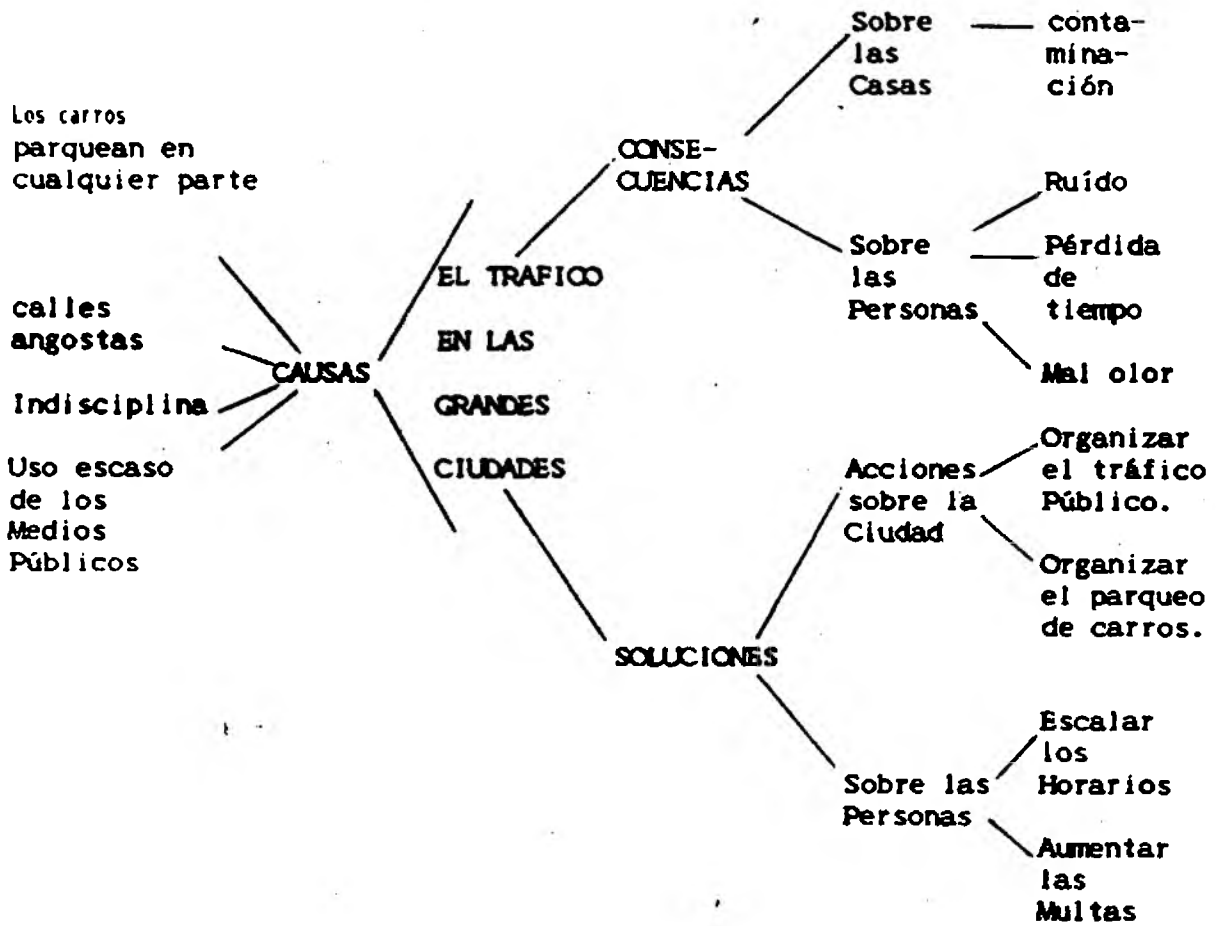 Los carros
parquean en
cualquier parte
calles
angostas
Indisciplina
Uso escaso
de los
Medios
Públicos
CAUSAS
EL TRAFICO
EN LAS
GRANDES
CIUDADES
CONSE-
CUENCIAS
Sobre
las
Casas
conta-
mina-
ción
Sobre
las
Personas
Ruído
Pérdida
de
tiempo
Mal olor
SOLUCIONES
Acciones
sobre la
Ciudad
Organizar
el tráfico
Público.
Organizar
el parqueo
de carros.
Sobre las
Personas
Escalar
los
Horarios
Aumentar
las
Multas